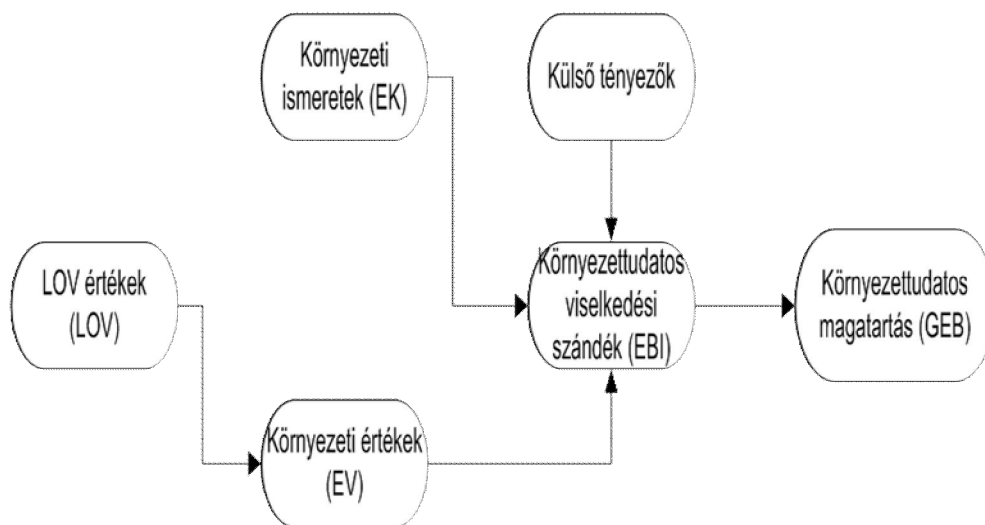 Környezeti
ismeretek (EK)
Külső tényezők
LOV értékek
(LOV)
Környezettudatos
viselkedési
szándék (EBI)
Környezettudatos
magatartás (GEB)
Környezeti értékek
(EV)